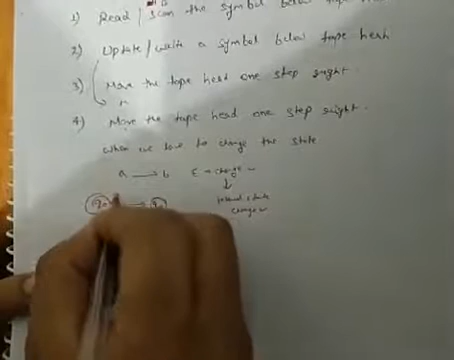 1) Read / scan the symbol below tape
2) Update / write a symbol below tape head
3) Move the tape head one step right
4) Move the tape head one step right.
when we have to change the state
a → b ε → change
↓
internal state
q0 →
change